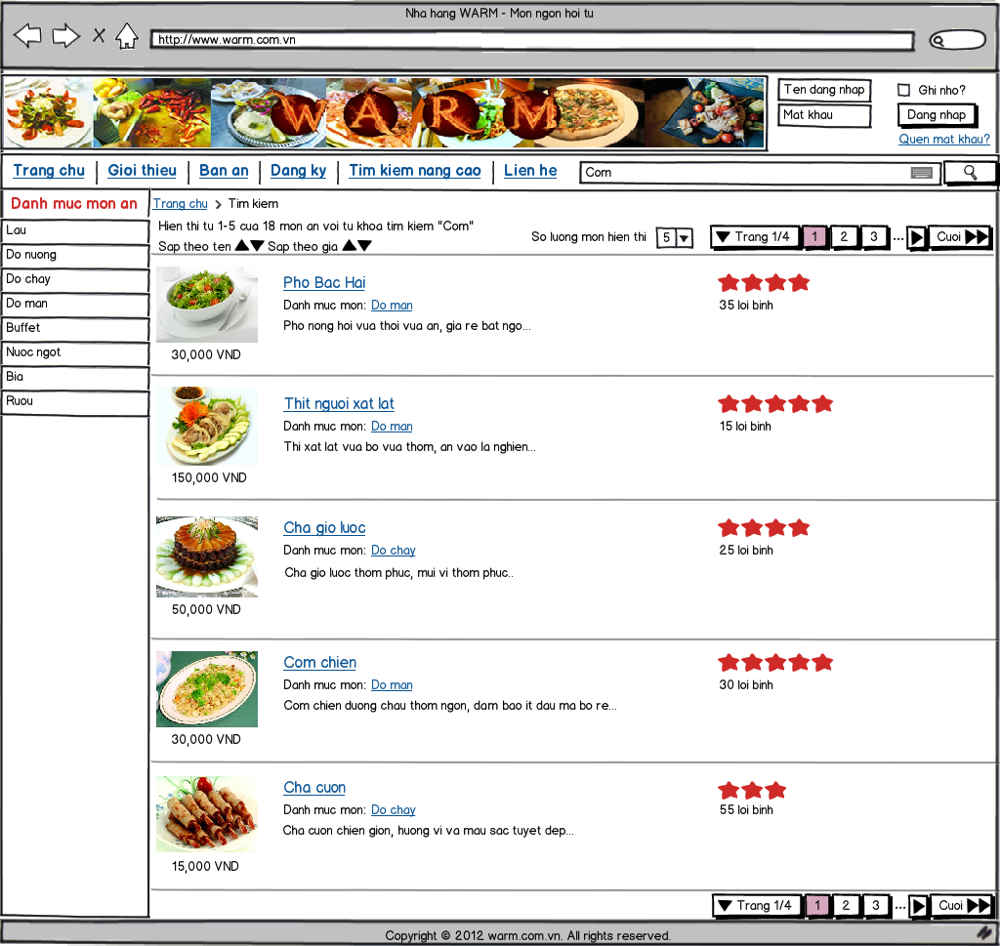 Nha hang WARM - Mon ngon hoi tu
http://www.warm.com.vn
WARM
Ten dang nhap
Ghi nho?
Mat khau
Dang nhap
Quen mat khau?
Trang chu
Gioi thieu
Ban an
Dang ky
Tim kiem nang cao
Lien he
Com
Danh muc mon an
Lau
Do nuong
Do chay
Do man
Buffet
Nuoc ngot
Bia
Ruou
Trang chu > Tim kiem
Hien thi tu 1-5 cua 18 mon an voi tu khoa tim kiem "Com"
Sap theo ten ▲▼ Sap theo gia ▲▼
So luong mon hien thi 5
▼ Trang 1/4 1 2 3 ... Cuoi
Pho Bac Hai
Danh muc mon: Do man
Pho nong hoi vua thoi vua an, gia re bat ngo...
30,000 VND
35 loi binh
Thit nguoi xat lat
Danh muc mon: Do man
Thi xat lat vua bo vua thom, an vao la nghien...
150,000 VND
15 loi binh
Cha gio luoc
Danh muc mon: Do chay
Cha gio luoc thom phuc, mui vi thom phuc..
50,000 VND
25 loi binh
Com chien
Danh muc mon: Do man
Com chien duong chau thom ngon, dam bao it dau ma bo re...
30,000 VND
30 loi binh
Cha cuon
Danh muc mon: Do chay
Cha cuon chien gion, huong vi va mau sac tuyet dep...
15,000 VND
55 loi binh
▼ Trang 1/4 1 2 3 ... Cuoi
Copyright © 2012 warm.com.vn. All rights reserved.